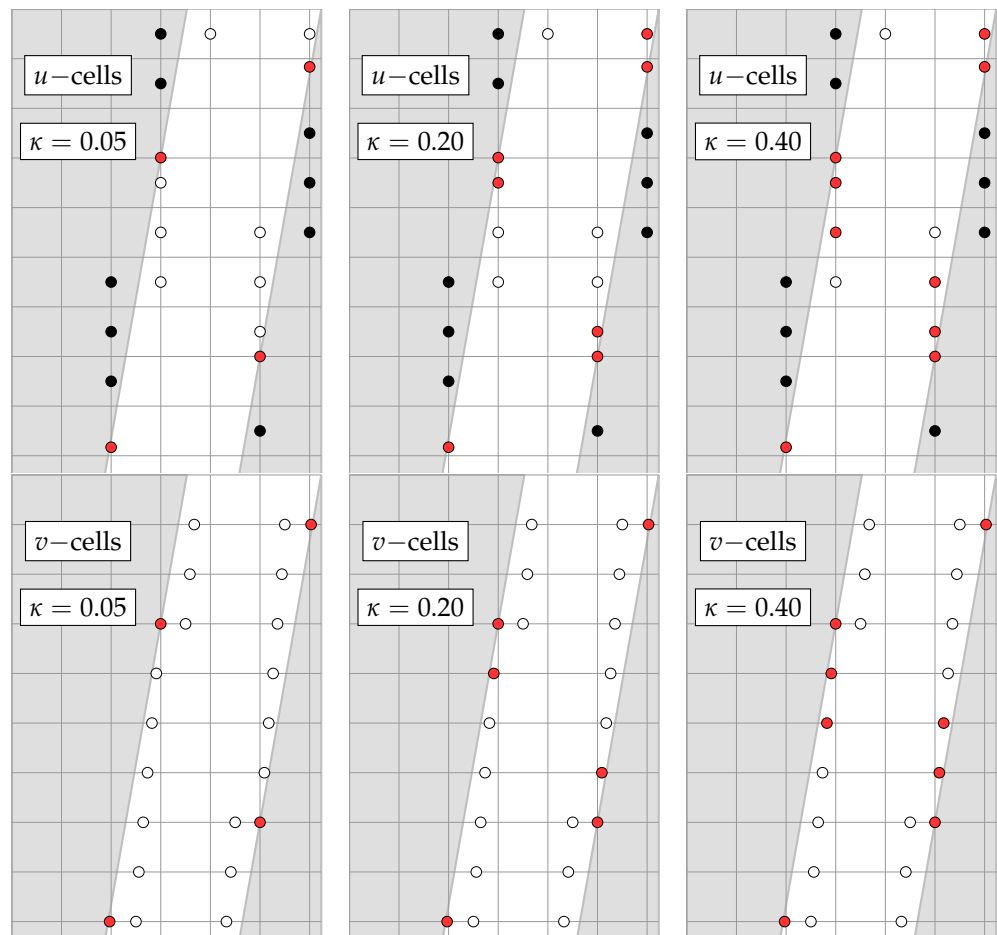 u−cells
u−cells
u−cells
κ = 0.05
κ = 0.20
κ = 0.40
v−cells
v−cells
v−cells
κ = 0.05
κ = 0.20
κ = 0.40